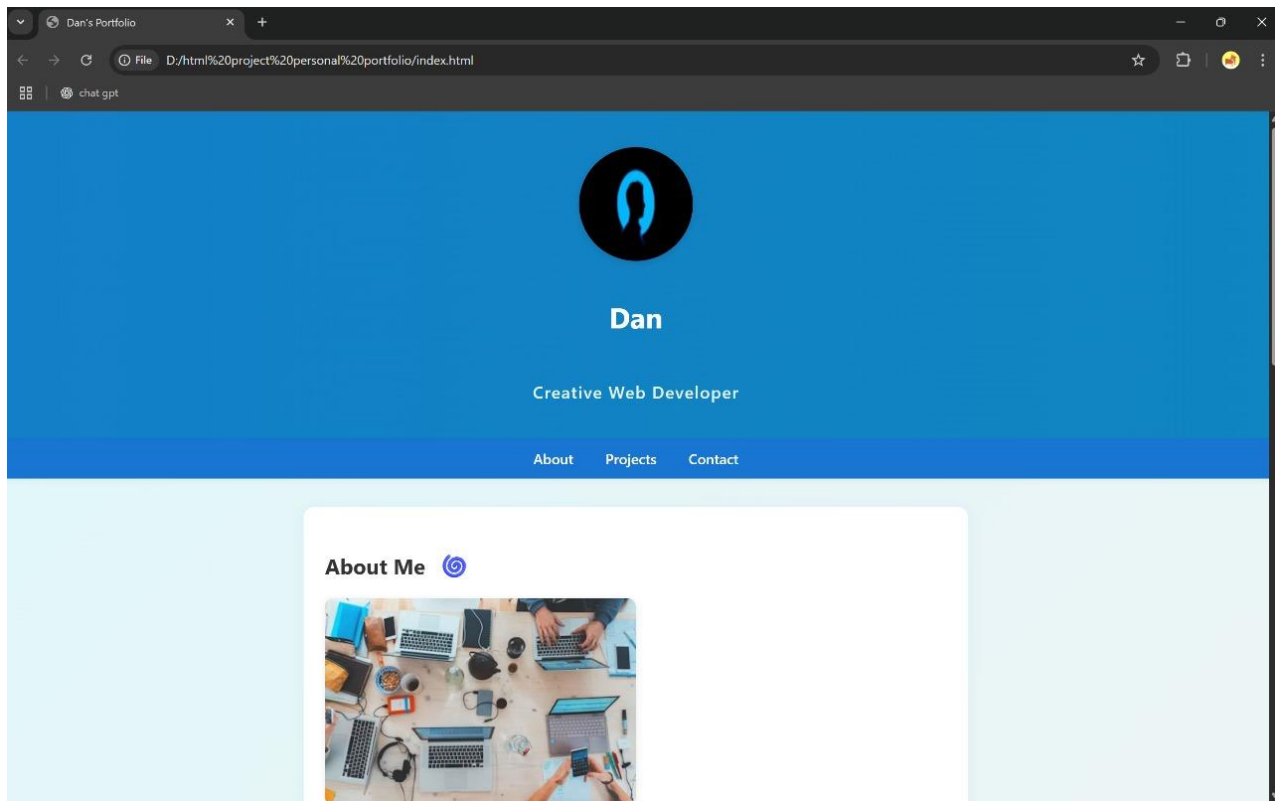 Dan's Portfolio
File D:/html%20project%20personal%20portfolio/index.html
chat gpt
Dan
Creative Web Developer
About Projects Contact
About Me